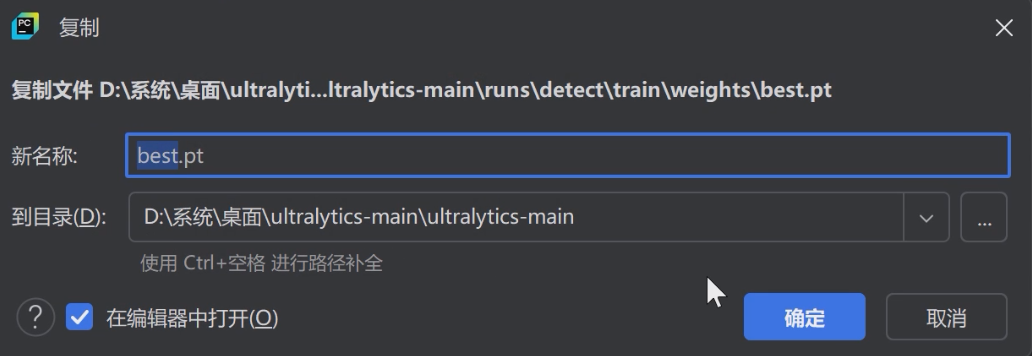 PC
复制
复制文件 D:\系统\桌面\ultralyti...ltralytics-main\runs\detect\train\weights\best.pt
新名称: best.pt
到目录(D): D:\系统\桌面\ultralytics-main\ultralytics-main ...
使用 Ctrl+空格 进行路径补全
? 在编辑器中打开(O) 确定 取消